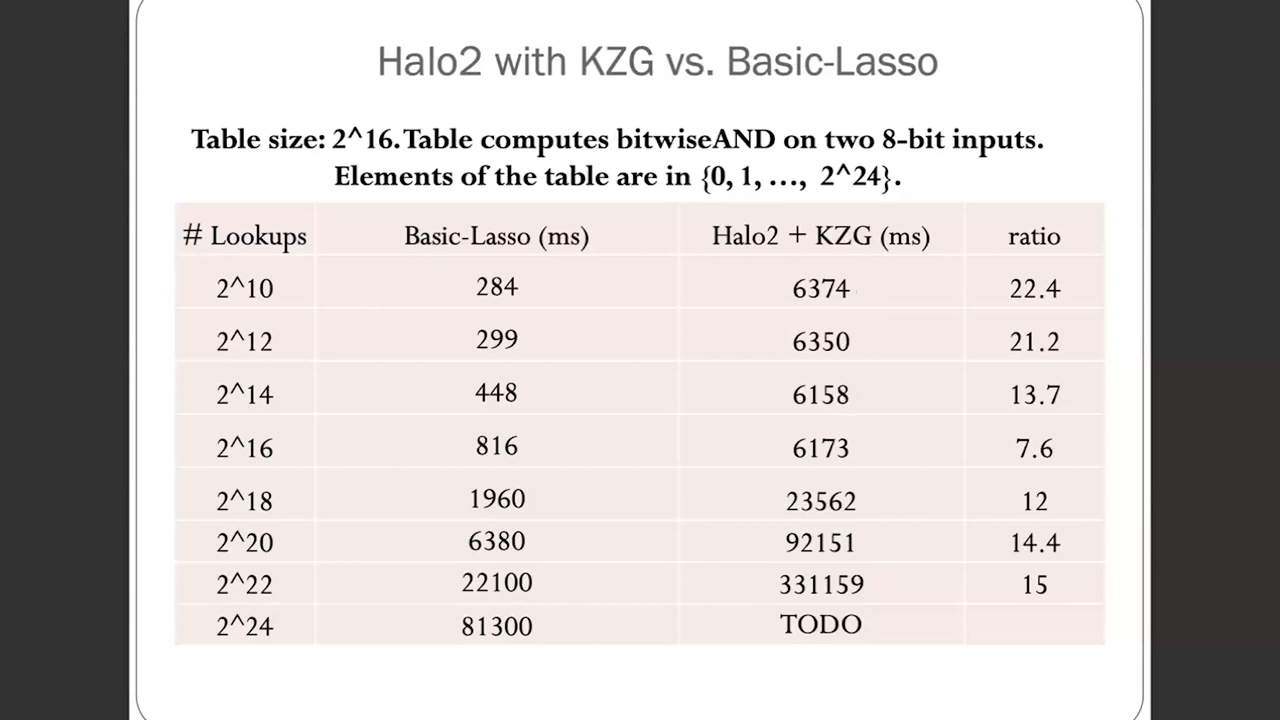 Halo2 with KZG vs. Basic-Lasso
Table size: 2^16.Table computes bitwiseAND on two 8-bit inputs.
Elements of the table are in {0, 1, …, 2^24}.
# Lookups Basic-Lasso (ms) Halo2 + KZG (ms) ratio
2^10 284 6374 22.4
2^12 299 6350 21.2
2^14 448 6158 13.7
2^16 816 6173 7.6
2^18 1960 23562 12
2^20 6380 92151 14.4
2^22 22100 331159 15
2^24 81300 TODO